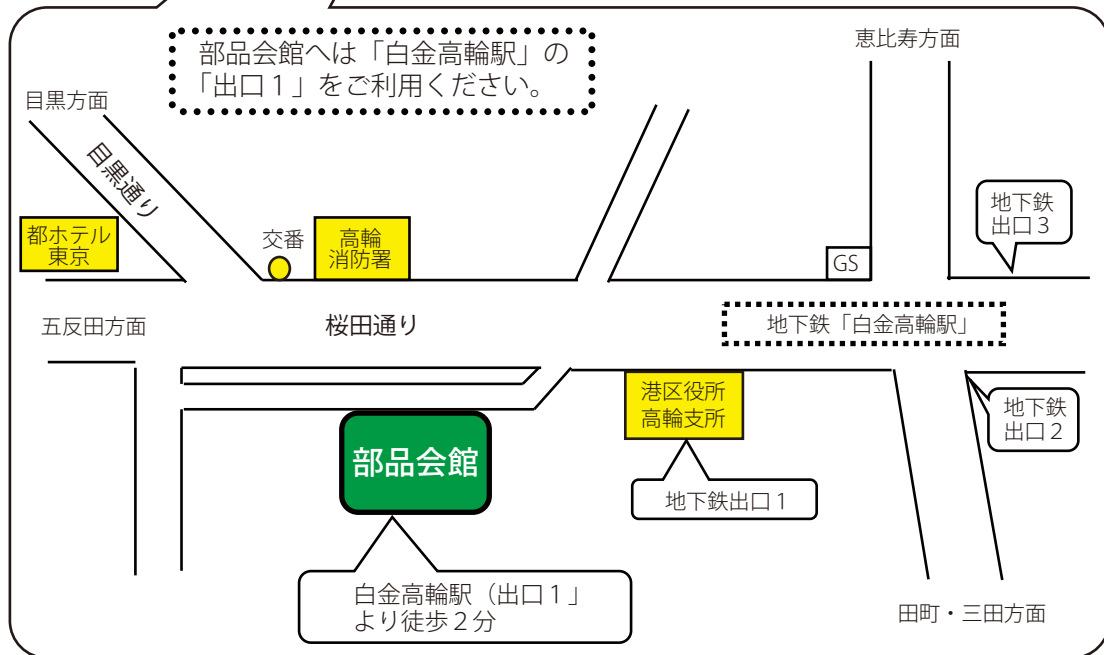 部品会館へは「白金高輪駅」の
「出口１」をご利用ください。
恵比寿方面
目黒方面
目黒通り
地下鉄
出口３
都ホテル
東京
交番
高輪
消防署
GS
五反田方面
桜田通り
地下鉄「白金高輪駅」
港区役所
高輪支所
地下鉄
出口２
部品会館
地下鉄出口１
白金高輪駅（出口１」
より徒歩２分
田町・三田方面